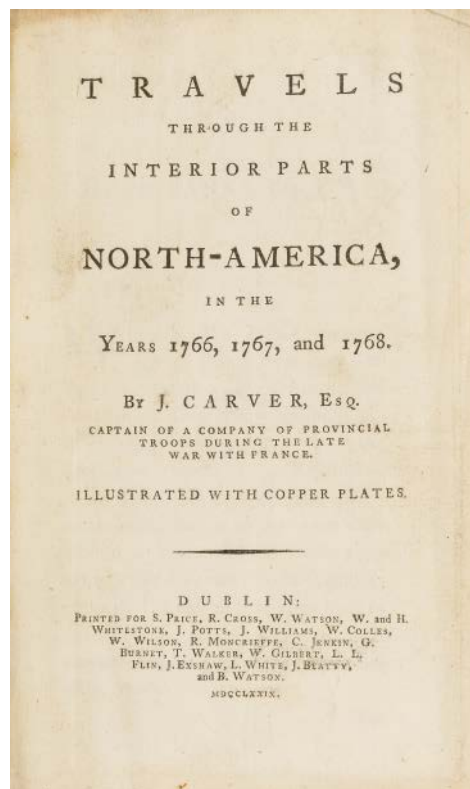 TRAVELS
THROUGH THE
INTERIOR PARTS
OF
NORTH-AMERICA,
IN THE
YEARS 1766, 1767, and 1768.
By J. CARVER, Esq.
CAPTAIN OF A COMPANY OF PROVINCIAL
TROOPS DURING THE LATE
WAR WITH FRANCE.
ILLUSTRATED WITH COPPER PLATES.
DUBLIN:
PRINTED FOR S. PRICE, R. CROSS, W. WATSON, W. and H.
WHITESTONE, J. POTTS, J. WILLIAMS, W. COLLES,
W. WILSON, R. MONCRIEFFE, C. JENKIN, G.
BURNET, T. WALKER, W. GILBERT, L. L.
FLIN, J. EXSHAW, L. WHITE, J. BEATTY,
and B. WATSON.
MDCCLXXIX.